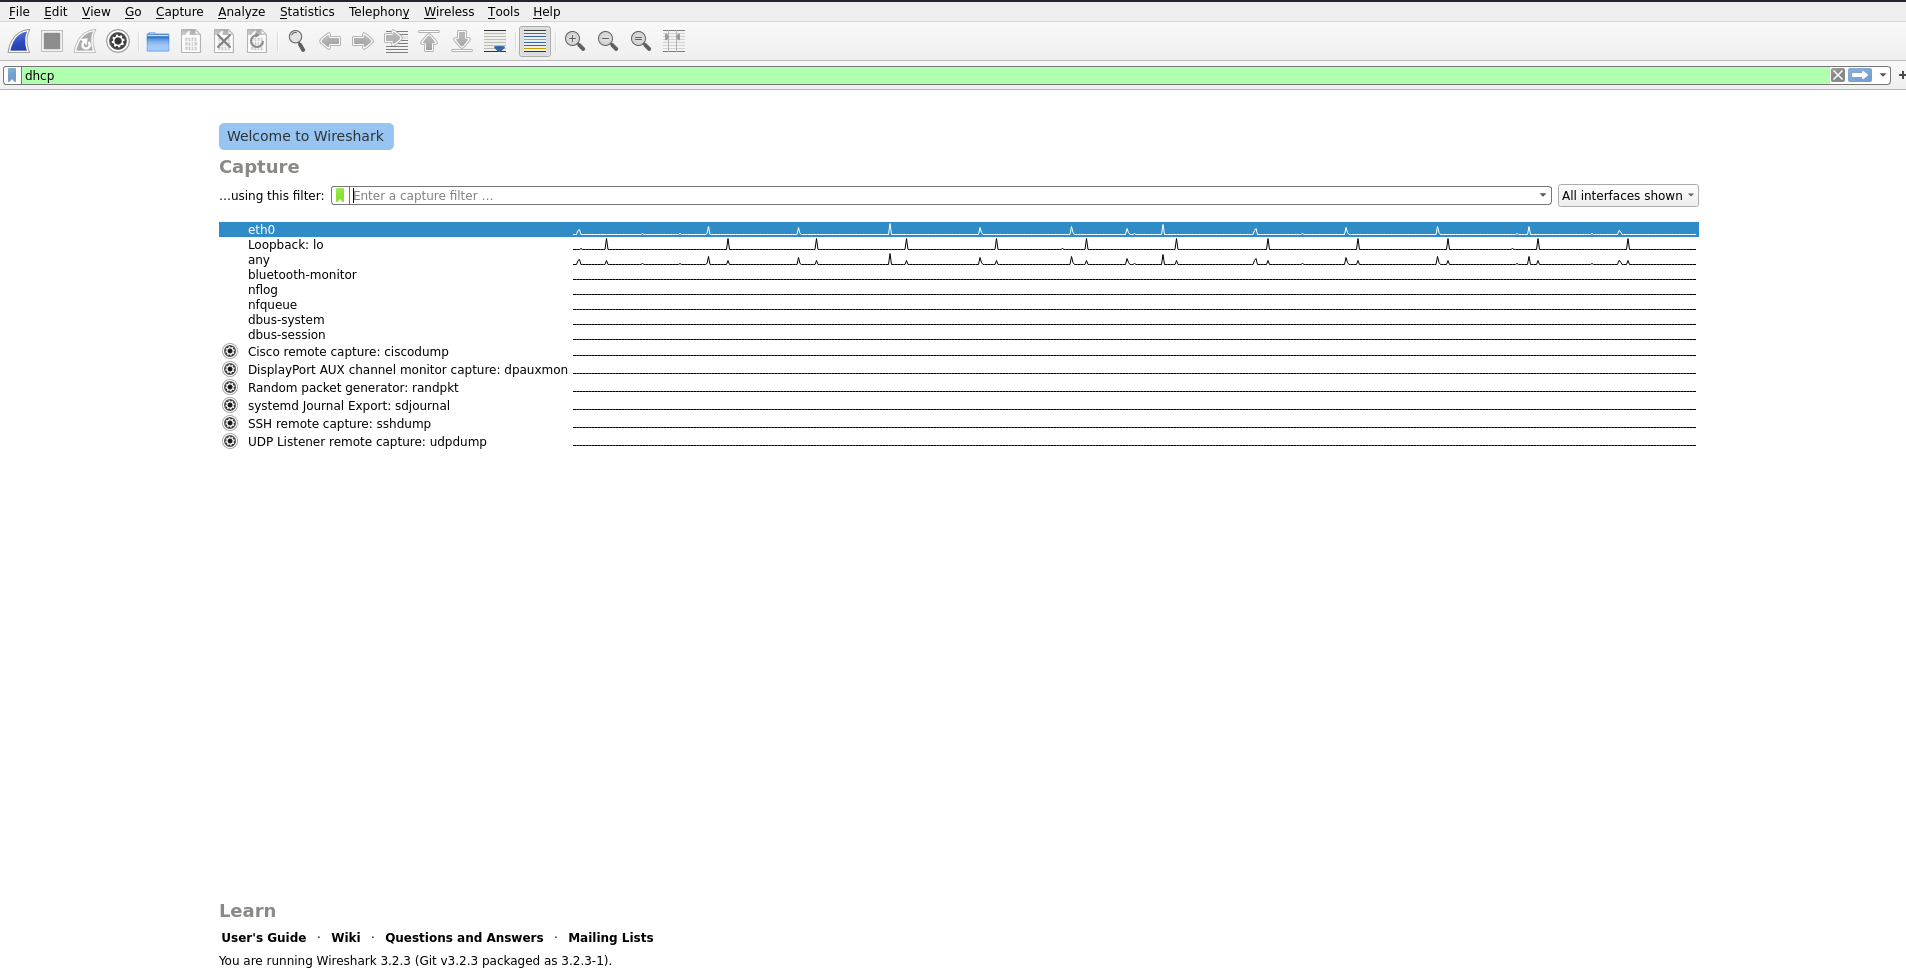 File Edit View Go Capture Analyze Statistics Telephony Wireless Tools Help
dhcp
Welcome to Wireshark
Capture
...using this filter: Enter a capture filter ... All interfaces shown
eth0
Loopback: lo
any
bluetooth-monitor
nflog
nfqueue
dbus-system
dbus-session
Cisco remote capture: ciscodump
DisplayPort AUX channel monitor capture: dpauxmon
Random packet generator: randpkt
systemd Journal Export: sdjournal
SSH remote capture: sshdump
UDP Listener remote capture: udpdump
Learn
User's Guide · Wiki · Questions and Answers · Mailing Lists
You are running Wireshark 3.2.3 (Git v3.2.3 packaged as 3.2.3-1).